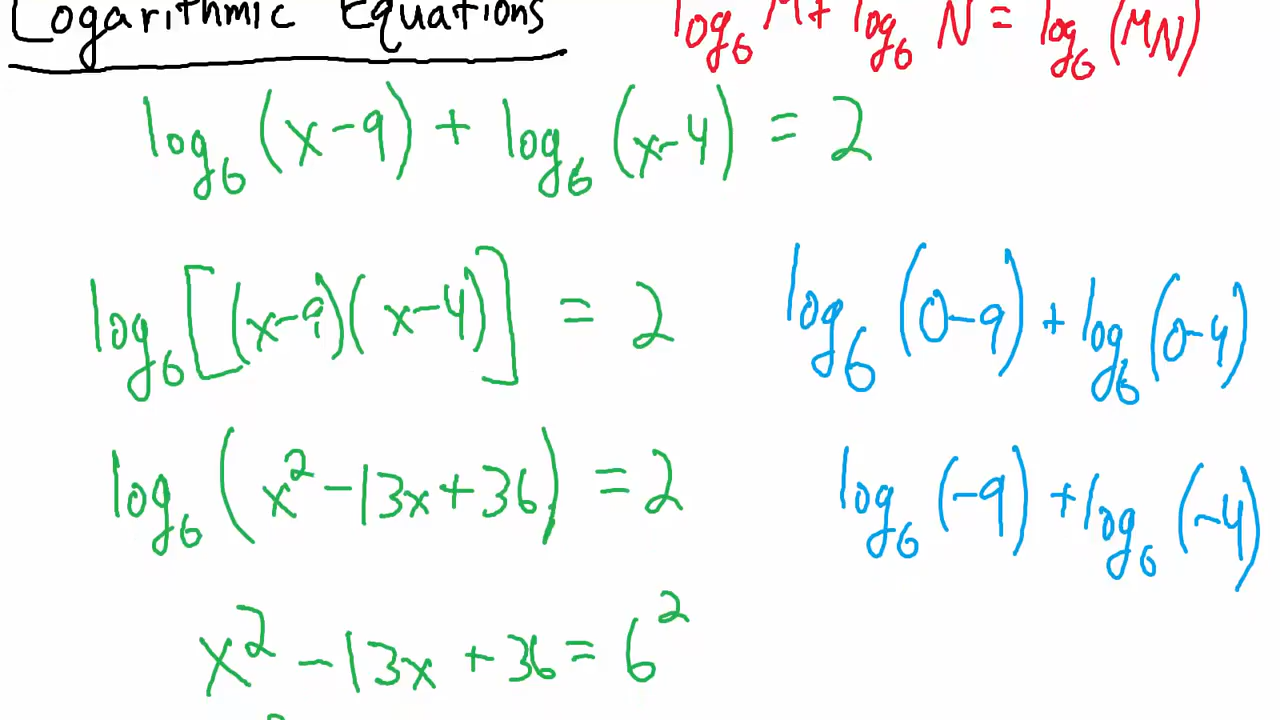 Logarithmic Equations
log₆ M + log₆ N = log₆ (MN)
log₆ (x-9) + log₆ (x-4) = 2
log₆ [(x-9)(x-4)] = 2
log₆ (x² - 13x + 36) = 2
x² - 13x + 36 = 6²
log₆ (0-9) + log₆ (0-4)
log₆ (-9) + log₆ (-4)